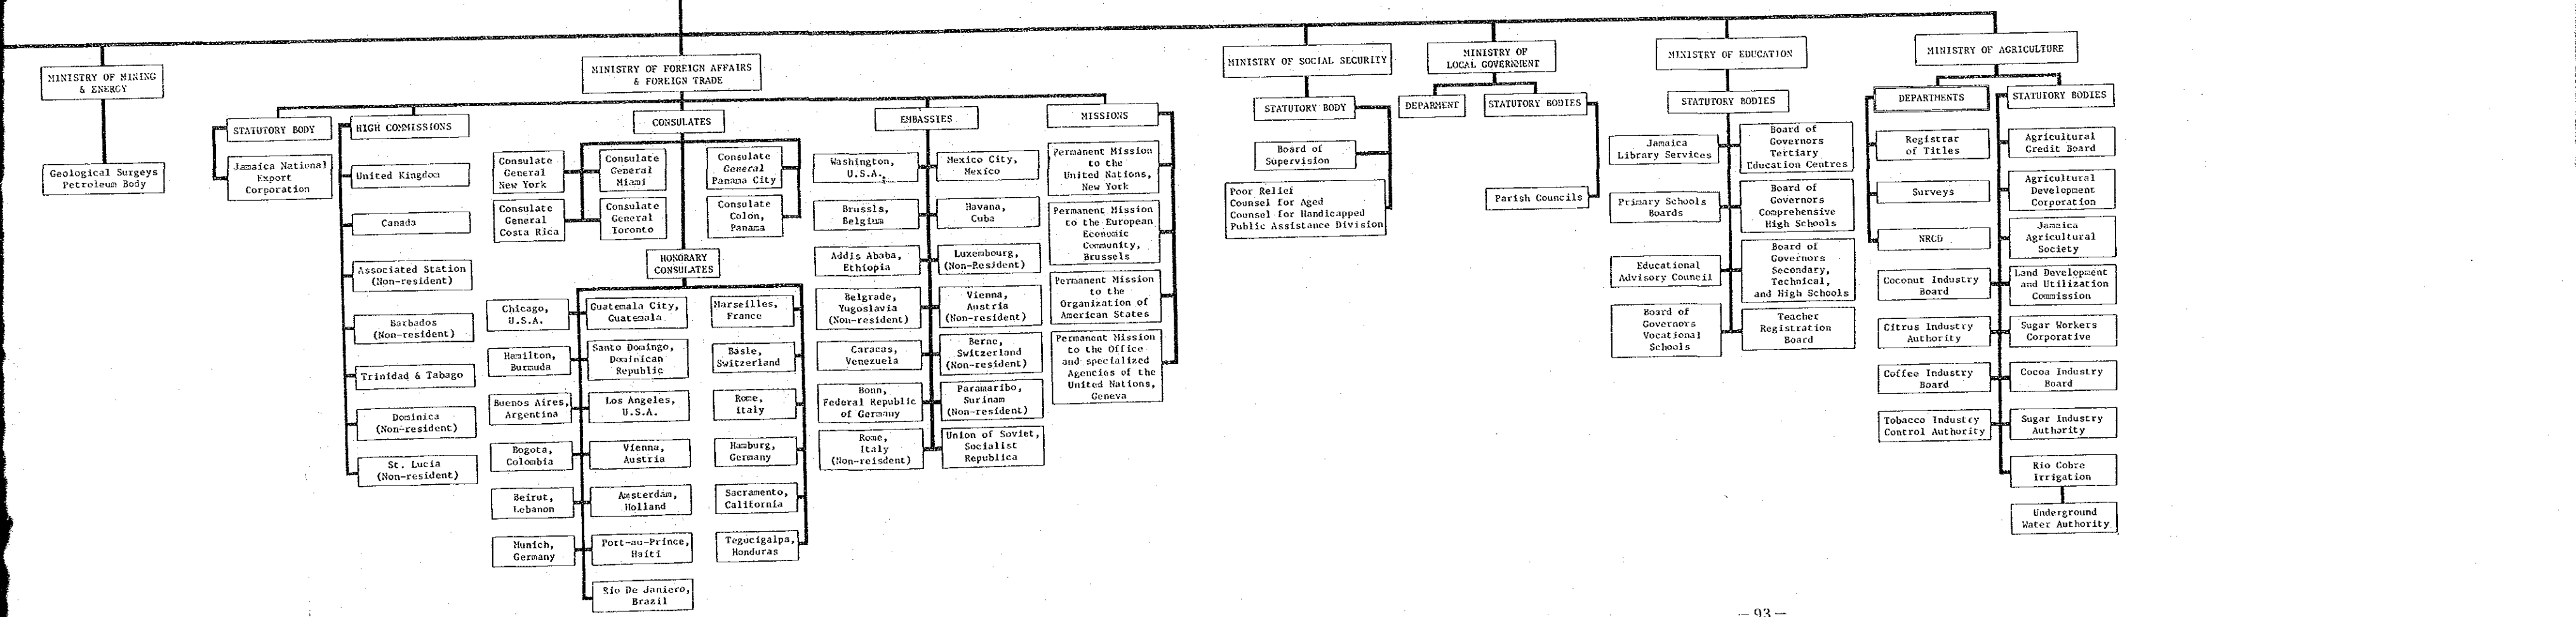 MINISTRY OF MINING
& ENERGY
Geological Surgeys
Petroleum Body
MINISTRY OF FOREIGN AFFAIRS
& FOREIGN TRADE
STATUTORY BODY
Jamaica National
Export
Corporation
HIGH COMMISSIONS
United Kingdom
Canada
Associated Station
(Non-resident)
Barbados
(Non-resident)
Trinidad & Tabago
Dominica
(Non-resident)
St. Lucia
(Non-resident)
CONSULATES
Consulate
General
New York
Consulate
General
Miami
Consulate
General
Panama City
Consulate
General
Costa Rica
Consulate
General
Toronto
Consulate
Colon,
Panama
HONORARY
CONSULATES
Chicago,
U.S.A.
Guatemala City,
Guatemala
Marseilles,
France
Hamilton,
Burmuda
Santo Domingo,
Dominican
Republic
Basle,
Switzerland
Buenos Aires,
Argentina
Los Angeles,
U.S.A.
Rome,
Italy
Bogota,
Colombia
Vienna,
Austria
Hamburg,
Germany
Beirut,
Lebanon
Amsterdam,
Holland
Sacramento,
California
Munich,
Germany
Port-au-Prince,
Haiti
Tegucigalpa,
Honduras
Rio De Janiero,
Brazil
EMBASSIES
Washington,
U.S.A.
Mexico City,
Mexico
Brussls,
Belgium
Havana,
Cuba
Addis Ababa,
Ethiopia
Luxembourg,
(Non-Resident)
Belgrade,
Yugoslavia
(Non-resident)
Vienna,
Austria
(Non-resident)
Caracas,
Venezuela
Berne,
Switzerland
(Non-resident)
Bonn,
Federal Republic
of Germany
Paramaribo,
Surinam
(Non-resident)
Rome,
Italy
(Non-reisdent)
Union of Soviet,
Socialist
Republica
MISSIONS
Permanent Mission
to the
United Nations,
New York
Permanent Mission
to the European
Economic
Community,
Brussels
Permanent Mission
to the
Organization of
American States
Permanent Mission
to the Office
and specialized
Agencies of the
United Nations,
Geneva
MINISTRY OF SOCIAL SECURITY
STATUTORY BODY
Board of
Supervision
Poor Relief
Counsel for Aged
Counsel for Handicapped
Public Assistance Division
MINISTRY OF
LOCAL GOVERNMENT
DEPARMENT
STATUTORY BODIES
Parish Councils
MINISTRY OF EDUCATION
STATUTORY BODIES
Jamaica
Library Services
Board of
Governors
Tertiary
Education Centres
Primary Schools
Boards
Board of
Governors
Comprehensive
High Schools
Educational
Advisory Council
Board of
Governors
Secondary,
Technical,
and High Schools
Board of
Governors
Vocational
Schools
Teacher
Registration
Board
MINISTRY OF AGRICULTURE
DEPARTMENTS
STATUTORY BODIES
Registrar
of Titles
Agricultural
Credit Board
Surveys
Agricultural
Development
Corporation
NRCD
Jamaica
Agricultural
Society
Coconut Industry
Board
Land Development
and Utilization
Commission
Citrus Industry
Authority
Sugar Workers
Corporative
Coffee Industry
Board
Cocoa Industry
Board
Tobacco Industry
Control Authority
Sugar Industry
Authority
Rio Cobre
Irrigation
Underground
Water Authority
— 93 —